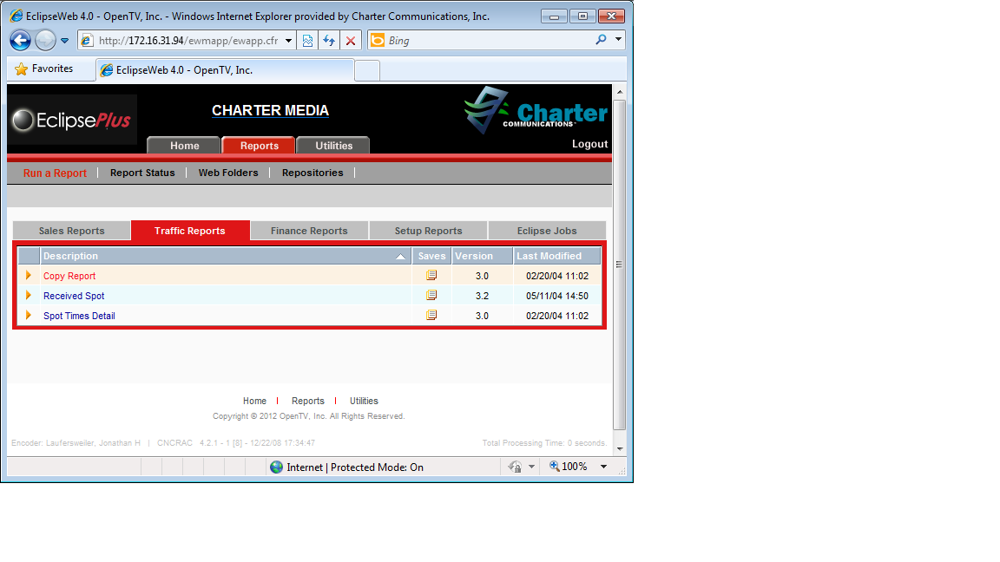 EclipseWeb 4.0 - OpenTV, Inc. - Windows Internet Explorer provided by Charter Communications, Inc.
http://172.16.31.94/ewmapp/ewapp.cfr
Bing
Favorites
EclipseWeb 4.0 - OpenTV, Inc.
EclipsePlus
CHARTER MEDIA
Charter
COMMUNICATIONS™
Home Reports Utilities Logout
Run a Report Report Status Web Folders Repositories
Sales Reports Traffic Reports Finance Reports Setup Reports Eclipse Jobs
Description Saves Version Last Modified
Copy Report 3.0 02/20/04 11:02
Received Spot 3.2 05/11/04 14:50
Spot Times Detail 3.0 02/20/04 11:02
Home | Reports | Utilities
Copyright © 2012 OpenTV, Inc. All Rights Reserved.
Encoder: Laufersweiler, Jonathan H | CNCRAC 4.2.1 - 1 [8] - 12/22/08 17:34:47 Total Processing Time: 0 seconds.
Internet | Protected Mode: On 100%